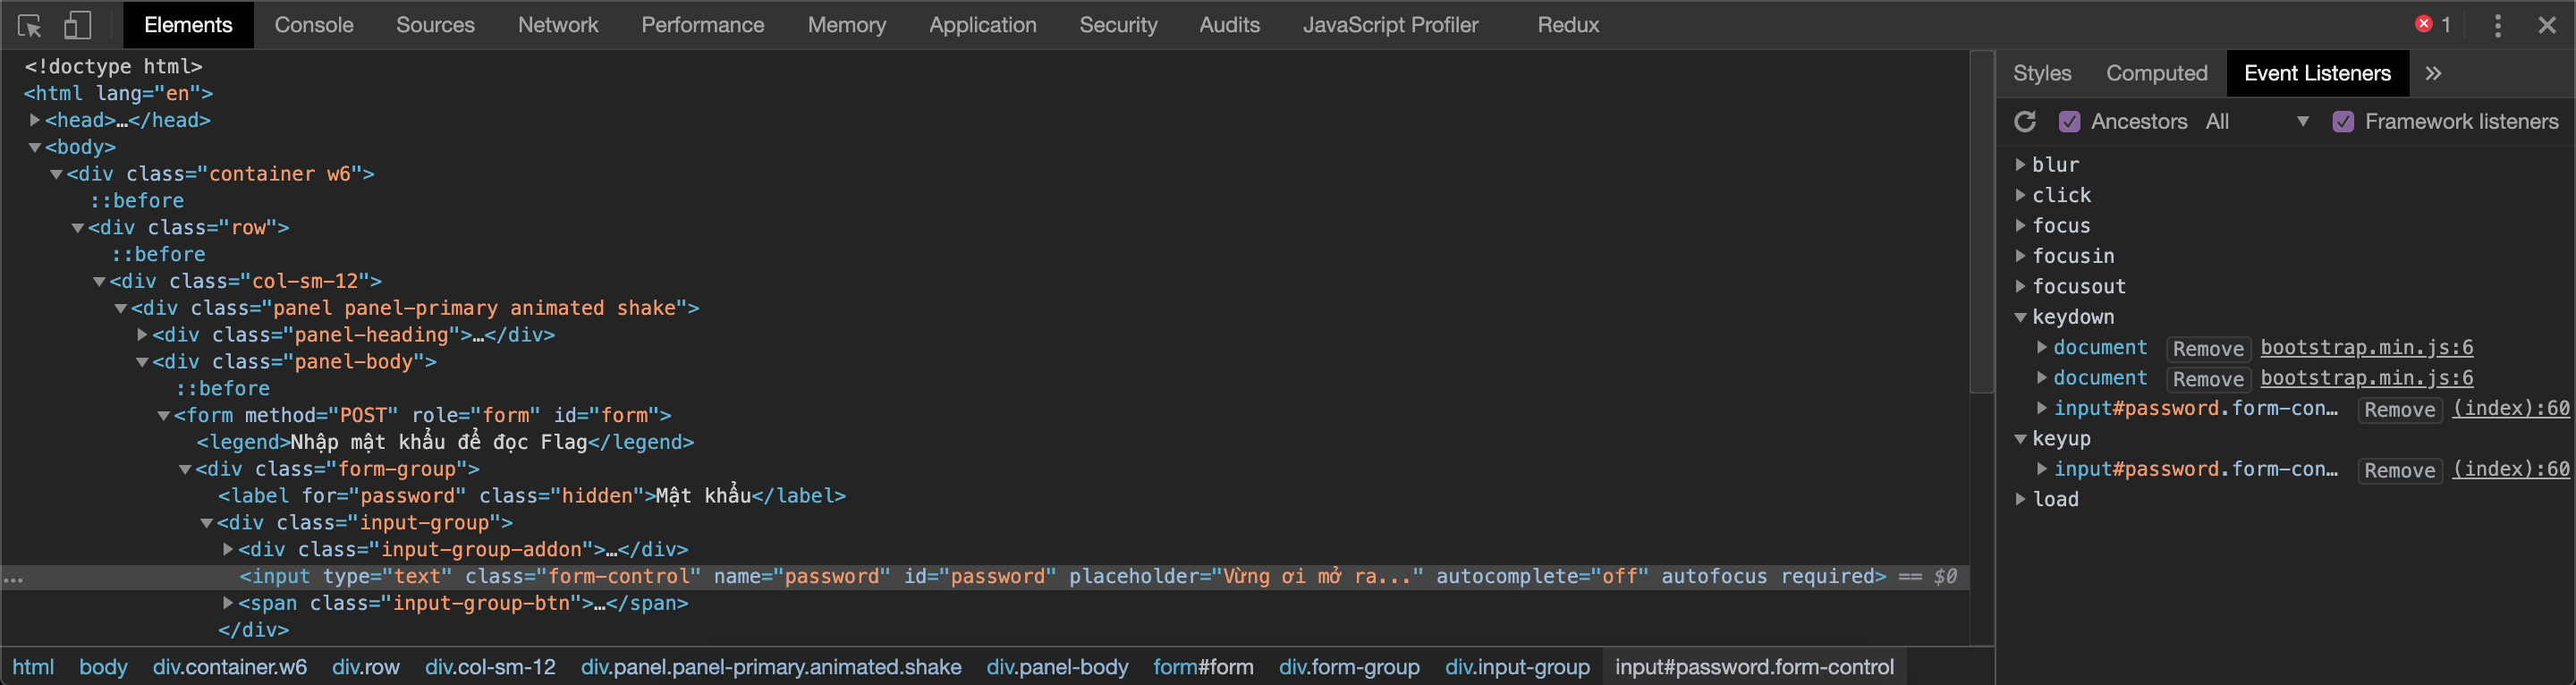 Elements Console Sources Network Performance Memory Application Security Audits JavaScript Profiler Redux 1
<!doctype html>
<html lang="en">
<head>…</head>
<body>
<div class="container w6">
::before
<div class="row">
::before
<div class="col-sm-12">
<div class="panel panel-primary animated shake">
<div class="panel-heading">…</div>
<div class="panel-body">
::before
<form method="POST" role="form" id="form">
<legend>Nhập mật khẩu để đọc Flag</legend>
<div class="form-group">
<label for="password" class="hidden">Mật khẩu</label>
<div class="input-group">
<div class="input-group-addon">…</div>
… <input type="text" class="form-control" name="password" id="password" placeholder="Vừng ơi mở ra..." autocomplete="off" autofocus required> == $0
<span class="input-group-btn">…</span>
</div>
html body div.container.w6 div.row div.col-sm-12 div.panel.panel-primary.animated.shake div.panel-body form#form div.form-group div.input-group input#password.form-control
Styles Computed Event Listeners »
Ancestors All Framework listeners
blur
click
focus
focusin
focusout
keydown
document Remove bootstrap.min.js:6
document Remove bootstrap.min.js:6
input#password.form-con… Remove (index):60
keyup
input#password.form-con… Remove (index):60
load